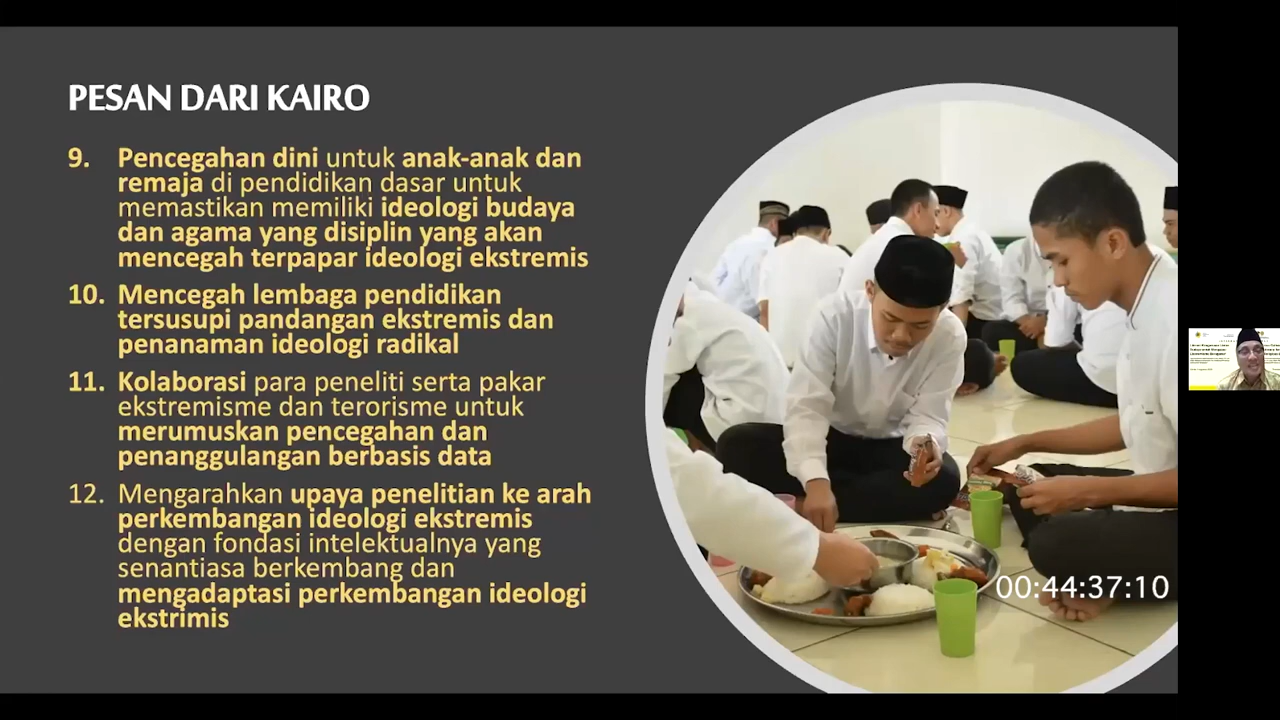 PESAN DARI KAIRO
9. Pencegahan dini untuk anak-anak dan
remaja di pendidikan dasar untuk
memastikan memiliki ideologi budaya
dan agama yang disiplin yang akan
mencegah terpapar ideologi ekstremis
10. Mencegah lembaga pendidikan
tersusupi pandangan ekstremis dan
penanaman ideologi radikal
11. Kolaborasi para peneliti serta pakar
ekstremisme dan terorisme untuk
merumuskan pencegahan dan
penanggulangan berbasis data
12. Mengarahkan upaya penelitian ke arah
perkembangan ideologi ekstremis
dengan fondasi intelektualnya yang
senantiasa berkembang dan
mengadaptasi perkembangan ideologi
ekstrimis
00:44:37:10